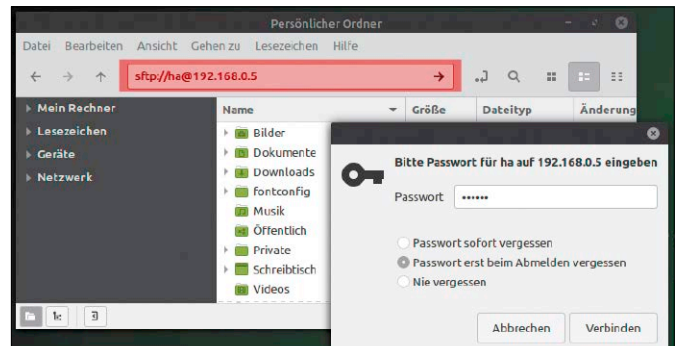 Persönlicher Ordner
Datei Bearbeiten Ansicht Gehen zu Lesezeichen Hilfe
sftp://ha@192.168.0.5
Mein Rechner
Lesezeichen
Geräte
Netzwerk
Name Größe Dateityp Änderung
Bilder
Dokumente
Downloads
fontconfig
Musik
Öffentlich
Private
Schreibtisch
Videos
Bitte Passwort für ha auf 192.168.0.5 eingeben
Passwort ••••••
Passwort sofort vergessen
Passwort erst beim Abmelden vergessen
Nie vergessen
Abbrechen Verbinden